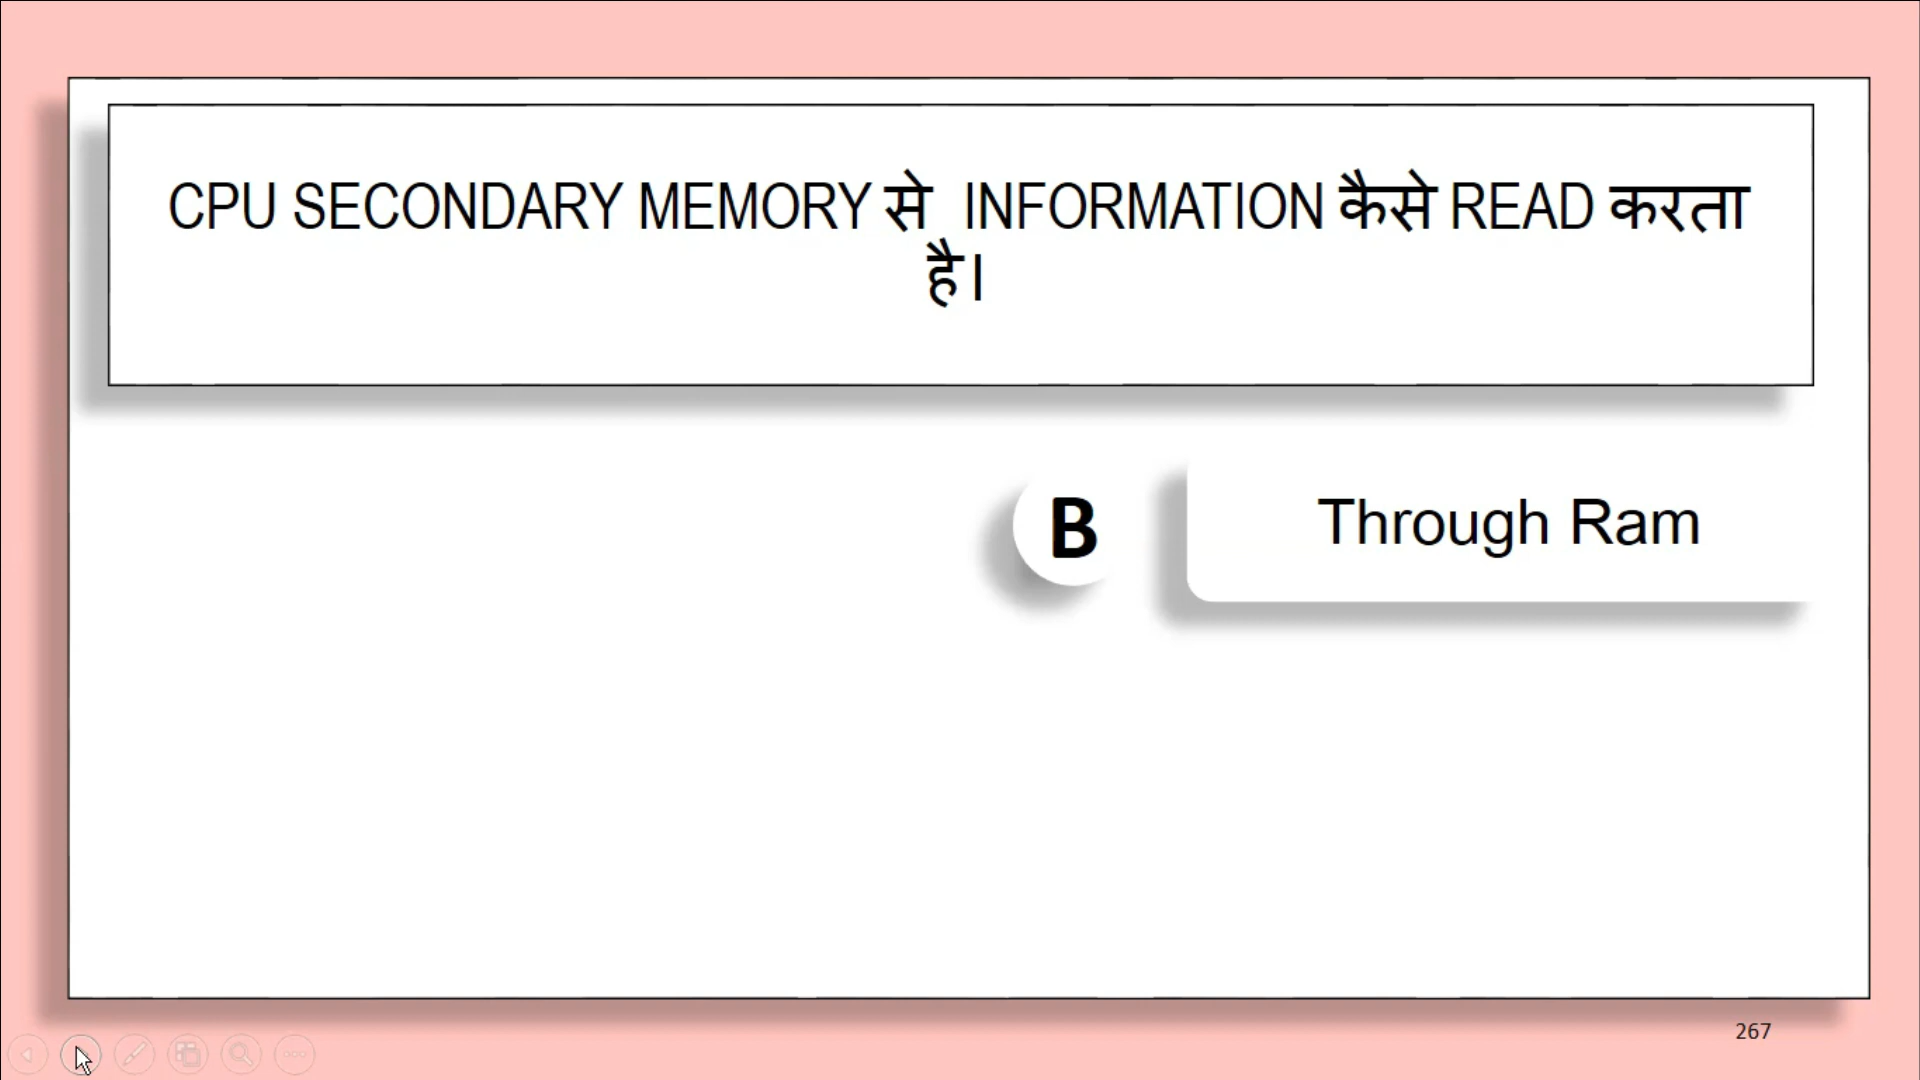 CPU SECONDARY MEMORY से INFORMATION कैसे READ करता
है।
B Through Ram
267